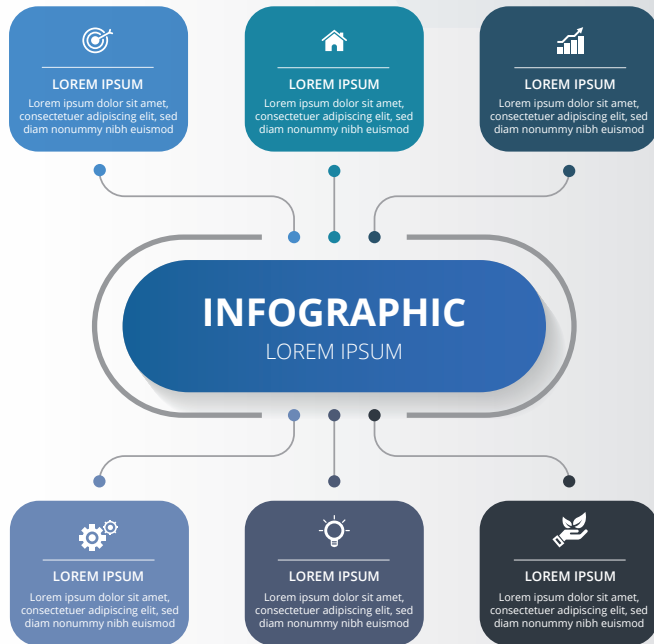 LOREM IPSUM
Lorem ipsum dolor sit amet,
consectetuer adipiscing elit, sed
diam nonummy nibh euismod
LOREM IPSUM
Lorem ipsum dolor sit amet,
consectetuer adipiscing elit, sed
diam nonummy nibh euismod
LOREM IPSUM
Lorem ipsum dolor sit amet,
consectetuer adipiscing elit, sed
diam nonummy nibh euismod
INFOGRAPHIC
LOREM IPSUM
LOREM IPSUM
Lorem ipsum dolor sit amet,
consectetuer adipiscing elit, sed
diam nonummy nibh euismod
LOREM IPSUM
Lorem ipsum dolor sit amet,
consectetuer adipiscing elit, sed
diam nonummy nibh euismod
LOREM IPSUM
Lorem ipsum dolor sit amet,
consectetuer adipiscing elit, sed
diam nonummy nibh euismod